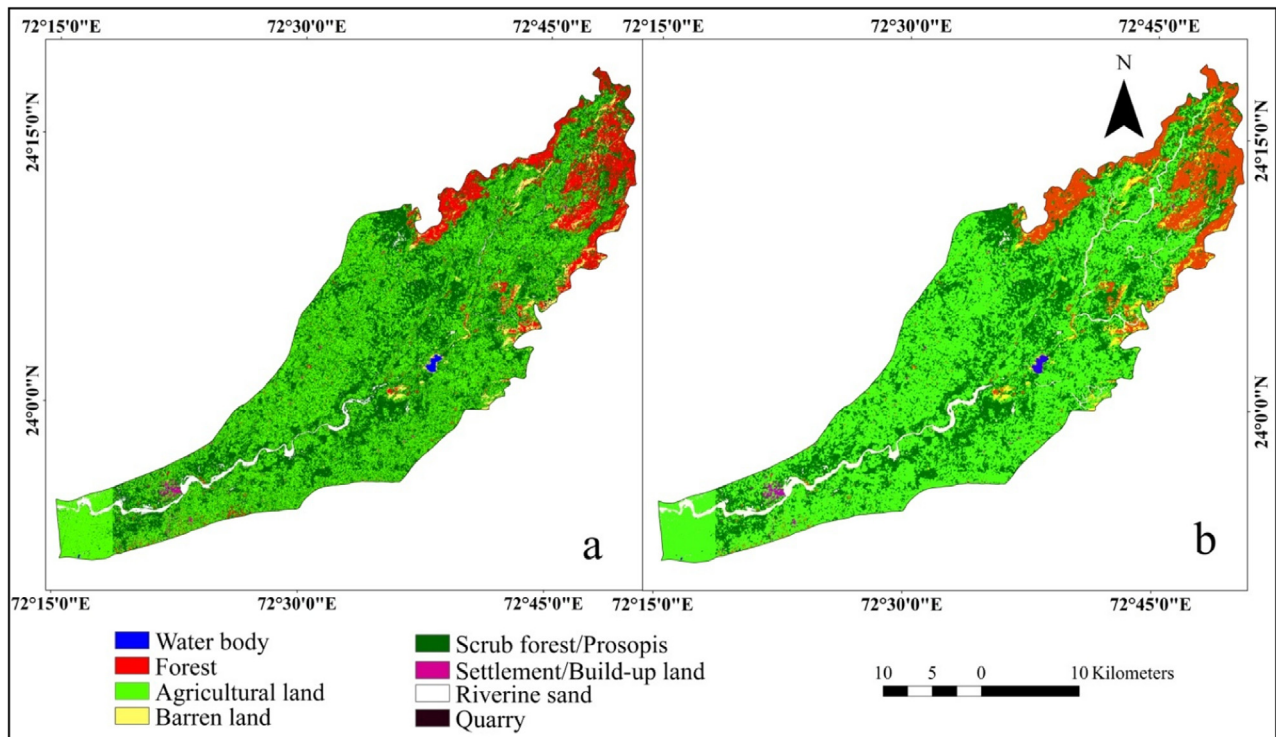 72°15'0"E 72°30'0"E 72°45'0"E 72°15'0"E 72°30'0"E 72°45'0"E
N
24°15'0"N 24°15'0"N
24°0'0"N 24°0'0"N
a b
72°15'0"E 72°30'0"E 72°45'0"E 72°15'0"E 72°30'0"E 72°45'0"E
Water body
Forest
Agricultural land
Barren land
Scrub forest/Prosopis
Settlement/Build-up land
Riverine sand
Quarry
10 5 0 10 Kilometers